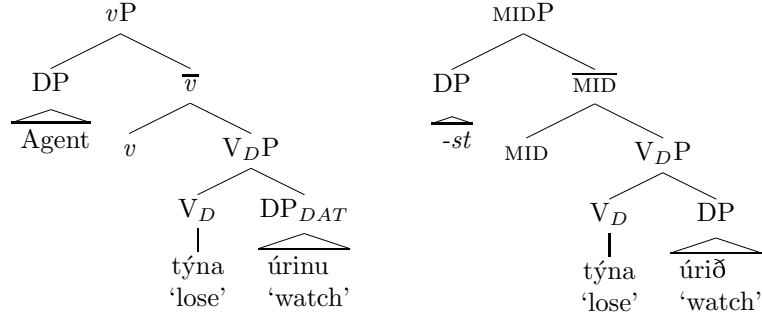 vP
MIDP
DP
v
DP
MID
Agent
v
V_DP
-st
MID
V_DP
V_D
DP_DAT
V_D
DP
týna
úrinu
týna
úrið
‘lose’
‘watch’
‘lose’
‘watch’